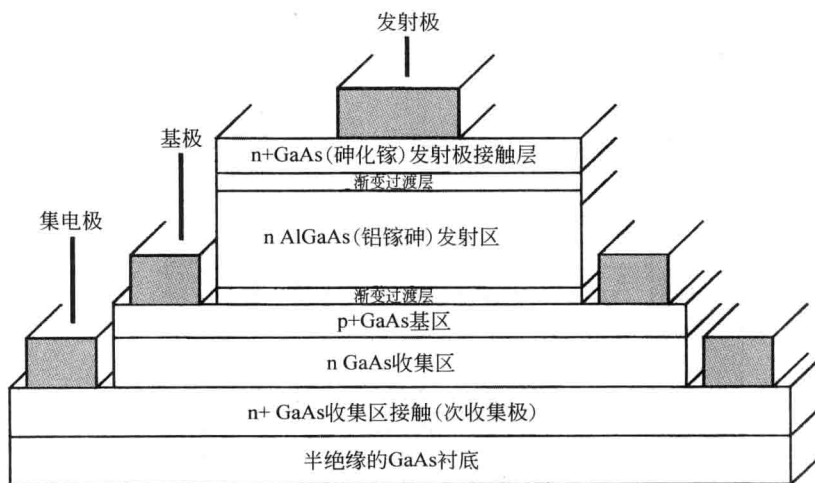 发射极
基极
集电极
n+GaAs(砷化镓)发射极接触层
渐变过渡层
n AlGaAs(铝镓砷)发射区
渐变过渡层
p+GaAs基区
n GaAs收集区
n+ GaAs收集区接触(次收集极)
半绝缘的GaAs衬底